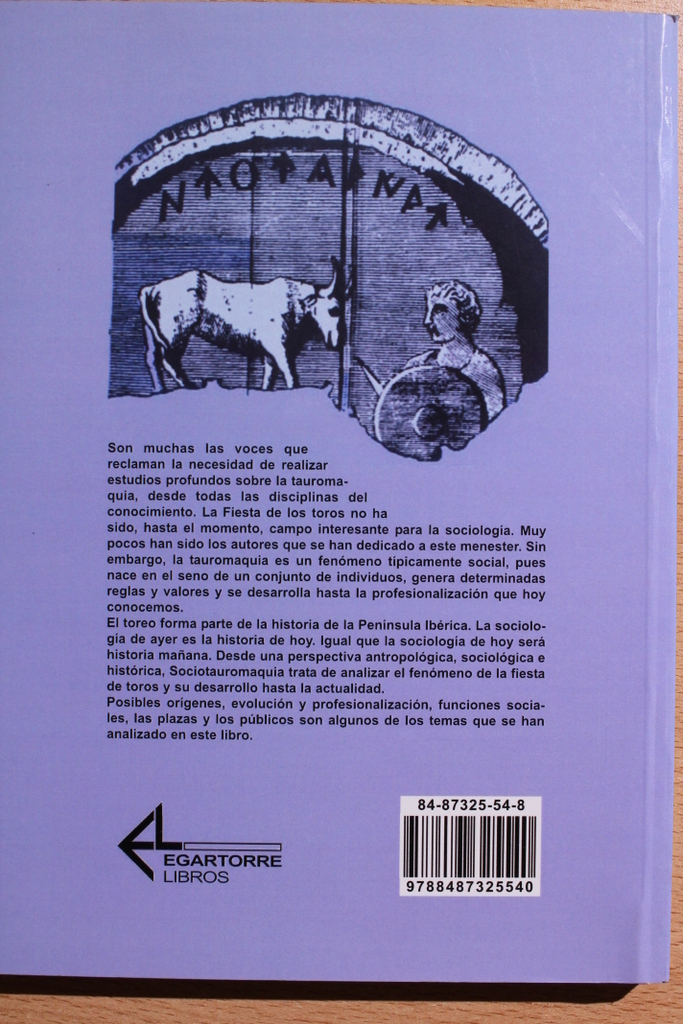 Son muchas las voces que
reclaman la necesidad de realizar
estudios profundos sobre la tauroma-
quia, desde todas las disciplinas del
conocimiento. La Fiesta de los toros no ha
sido, hasta el momento, campo interesante para la sociología. Muy
pocos han sido los autores que se han dedicado a este menester. Sin
embargo, la tauromaquia es un fenómeno típicamente social, pues
nace en el seno de un conjunto de individuos, genera determinadas
reglas y valores y se desarrolla hasta la profesionalización que hoy
conocemos.
El toreo forma parte de la historia de la Península Ibérica. La sociolo-
gía de ayer es la historia de hoy. Igual que la sociología de hoy será
historia mañana. Desde una perspectiva antropológica, sociológica e
histórica, Sociotauromaquia trata de analizar el fenómeno de la fiesta
de toros y su desarrollo hasta la actualidad.
Posibles orígenes, evolución y profesionalización, funciones socia-
les, las plazas y los públicos son algunos de los temas que se han
analizado en este libro.
EGARTORRE
LIBROS
84-87325-54-8
9788487325540